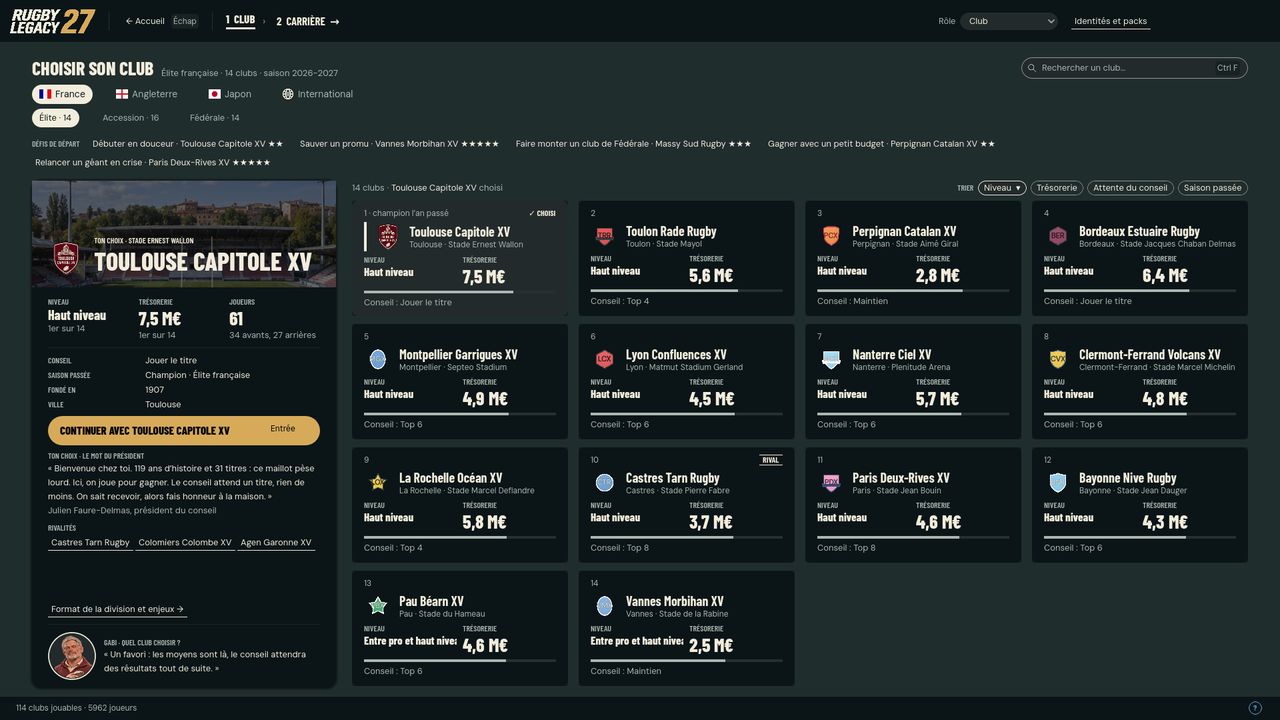 RUGBY LEGACY 27
← Accueil Échap
1 CLUB › 2 CARRIÈRE →
Rôle Club
Identités et packs
CHOISIR SON CLUB
Élite française · 14 clubs · saison 2026-2027
Rechercher un club... Ctrl F
France Angleterre Japon International
Élite · 14 Accession · 16 Fédérale · 14
DÉFIS DE DÉPART Débuter en douceur · Toulouse Capitole XV ★★ Sauver un promu · Vannes Morbihan XV ★★★★★ Faire monter un club de Fédérale · Massy Sud Rugby ★★★ Gagner avec un petit budget · Perpignan Catalan XV ★★
Relancer un géant en crise · Paris Deux-Rives XV ★★★★★
TON CHOIX · STADE ERNEST WALLON
TOULOUSE CAPITOLE XV
NIVEAU TRÉSORERIE JOUEURS
Haut niveau 7,5 M€ 61
1er sur 14 1er sur 14 34 avants, 27 arrières
CONSEIL Jouer le titre
SAISON PASSÉE Champion · Élite française
FONDÉ EN 1907
VILLE Toulouse
CONTINUER AVEC TOULOUSE CAPITOLE XV Entrée
TON CHOIX · LE MOT DU PRÉSIDENT
« Bienvenue chez toi. 119 ans d'histoire et 31 titres : ce maillot pèse
lourd. Ici, on joue pour gagner. Le conseil attend un titre, rien de
moins. On sait recevoir, alors fais honneur à la maison. »
Julien Faure-Delmas, président du conseil
RIVALITÉS
Castres Tarn Rugby Colomiers Colombe XV Agen Garonne XV
Format de la division et enjeux →
GABI · QUEL CLUB CHOISIR ?
« Un favori : les moyens sont là, le conseil attendra
des résultats tout de suite. »
14 clubs · Toulouse Capitole XV choisi
TRIER Niveau ▾ Trésorerie Attente du conseil Saison passée
1 · champion l'an passé ✓ CHOISI
Toulouse Capitole XV
Toulouse · Stade Ernest Wallon
NIVEAU TRÉSORERIE
Haut niveau 7,5 M€
Conseil : Jouer le titre
2
Toulon Rade Rugby
Toulon · Stade Mayol
NIVEAU TRÉSORERIE
Haut niveau 5,6 M€
Conseil : Top 4
3
PCX
Perpignan Catalan XV
Perpignan · Stade Aimé Giral
NIVEAU TRÉSORERIE
Haut niveau 2,8 M€
Conseil : Maintien
4
BER
Bordeaux Estuaire Rugby
Bordeaux · Stade Jacques Chaban Delmas
NIVEAU TRÉSORERIE
Haut niveau 6,4 M€
Conseil : Jouer le titre
5
Montpellier Garrigues XV
Montpellier · Septeo Stadium
NIVEAU TRÉSORERIE
Haut niveau 4,9 M€
Conseil : Top 6
6
LCX
Lyon Confluences XV
Lyon · Matmut Stadium Gerland
NIVEAU TRÉSORERIE
Haut niveau 4,5 M€
Conseil : Top 6
7
Nanterre Ciel XV
Nanterre · Plenitude Arena
NIVEAU TRÉSORERIE
Haut niveau 5,7 M€
Conseil : Top 6
8
CVX
Clermont-Ferrand Volcans XV
Clermont-Ferrand · Stade Marcel Michelin
NIVEAU TRÉSORERIE
Haut niveau 4,8 M€
Conseil : Top 6
9
La Rochelle Océan XV
La Rochelle · Stade Marcel Deflandre
NIVEAU TRÉSORERIE
Haut niveau 5,8 M€
Conseil : Top 4
10 RIVAL
CTR
Castres Tarn Rugby
Castres · Stade Pierre Fabre
NIVEAU TRÉSORERIE
Haut niveau 3,7 M€
Conseil : Top 8
11
PDX
Paris Deux-Rives XV
Paris · Stade Jean Bouin
NIVEAU TRÉSORERIE
Haut niveau 4,6 M€
Conseil : Top 8
12
Bayonne Nive Rugby
Bayonne · Stade Jean Dauger
NIVEAU TRÉSORERIE
Haut niveau 4,3 M€
Conseil : Top 6
13
Pau Béarn XV
Pau · Stade du Hameau
NIVEAU TRÉSORERIE
Entre pro et haut nive 4,6 M€
Conseil : Top 6
14
Vannes Morbihan XV
Vannes · Stade de la Rabine
NIVEAU TRÉSORERIE
Entre pro et haut nive 2,5 M€
Conseil : Maintien
114 clubs jouables · 5962 joueurs
?